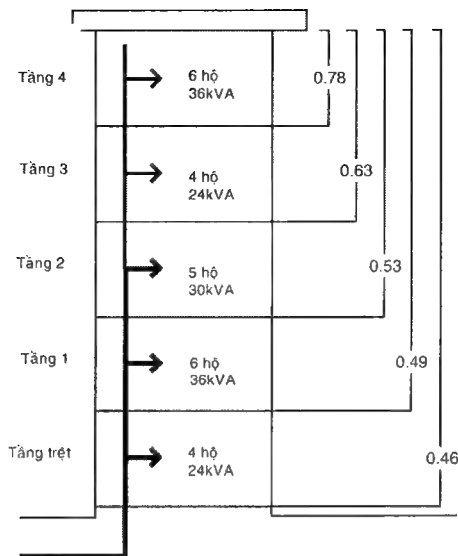 Tầng 4
6 hộ
36kVA
0.78
Tầng 3
4 hộ
24kVA
0.63
Tầng 2
5 hộ
30kVA
0.53
Tầng 1
6 hộ
36kVA
0.49
Tầng trệt
4 hộ
24kVA
0.46